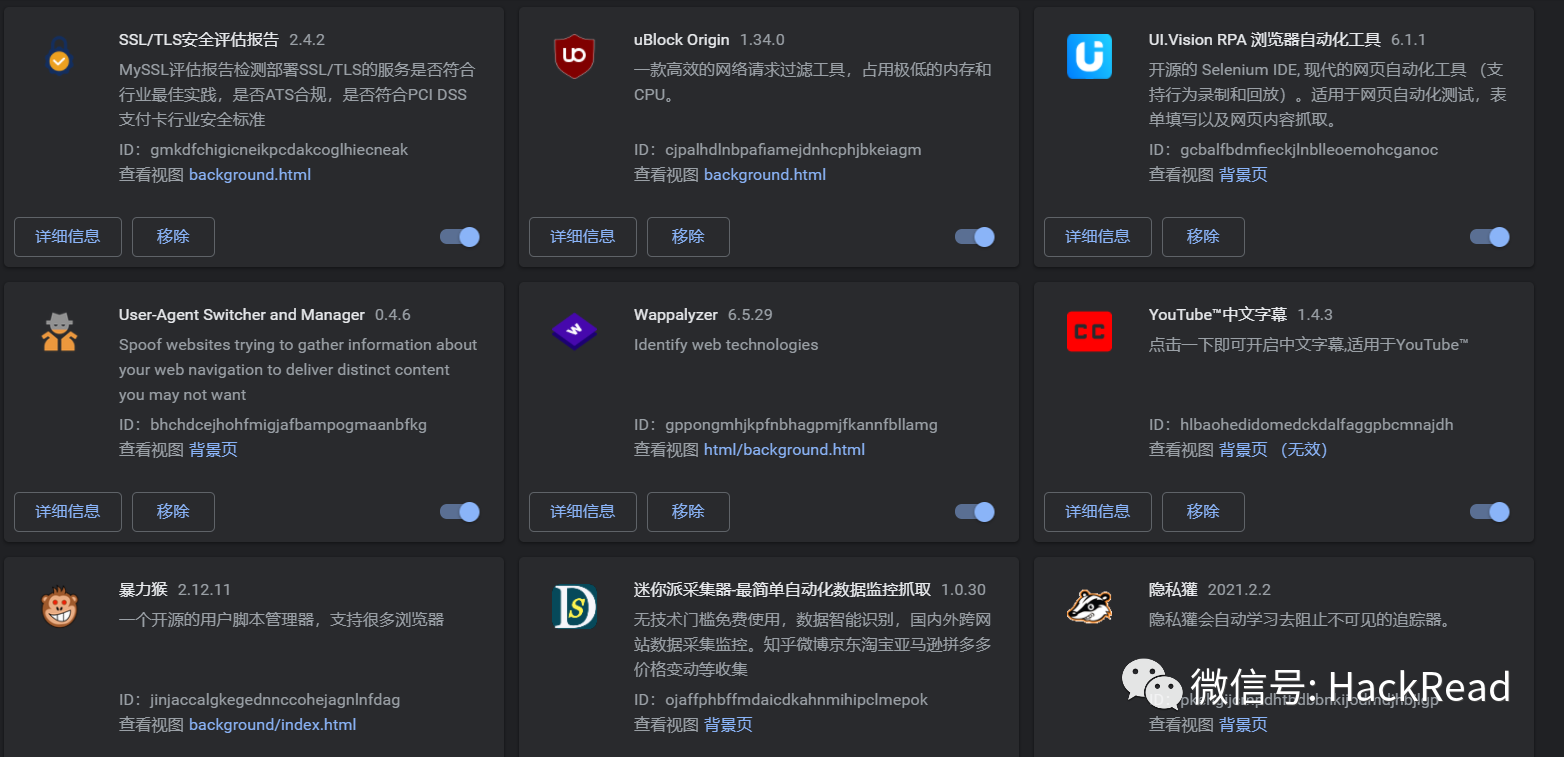 SSL/TLS安全评估报告 2.4.2
MySSL评估报告检测部署SSL/TLS的服务是否符合
行业最佳实践，是否ATS合规，是否符合PCI DSS
支付卡行业安全标准
ID：gmkdfchigicneikpcdakcoglhiecneak
查看视图 background.html
详细信息 移除
uBlock Origin 1.34.0
一款高效的网络请求过滤工具，占用极低的内存和
CPU。
ID：cjpalhdlnbpafiamejdnhcphjbkeiagm
查看视图 background.html
详细信息 移除
UI.Vision RPA 浏览器自动化工具 6.1.1
开源的 Selenium IDE, 现代的网页自动化工具 （支
持行为录制和回放）。适用于网页自动化测试，表
单填写以及网页内容抓取。
ID：gcbalfbdmfieckjlnblleoemohcganoc
查看视图 背景页
详细信息 移除
User-Agent Switcher and Manager 0.4.6
Spoof websites trying to gather information about
your web navigation to deliver distinct content
you may not want
ID：bhchdcejhohfmigjafbampogmaanbfkg
查看视图 背景页
详细信息 移除
W
Wappalyzer 6.5.29
Identify web technologies
ID：gppongmhjkpfnbhagpmjfkannfbllamg
查看视图 html/background.html
详细信息 移除
CC
YouTube™中文字幕 1.4.3
点击一下即可开启中文字幕,适用于YouTube™
ID：hlbaohedidomedckdalfaggpbcmnajdh
查看视图 背景页 （无效）
详细信息 移除
暴力猴 2.12.11
一个开源的用户脚本管理器，支持很多浏览器
ID：jinjaccalgkegednnccohejagnlnfdag
查看视图 background/index.html
DS
迷你派采集器-最简单自动化数据监控抓取 1.0.30
无技术门槛免费使用，数据智能识别，国内外跨网
站数据采集监控。知乎微博京东淘宝亚马逊拼多多
价格变动等收集
ID：ojaffphbffmdaicdkahnmihipclmepok
查看视图 背景页
隐私獾 2021.2.2
隐私獾会自动学习去阻止不可见的追踪器。
微信号: HackRead
查看视图 背景页